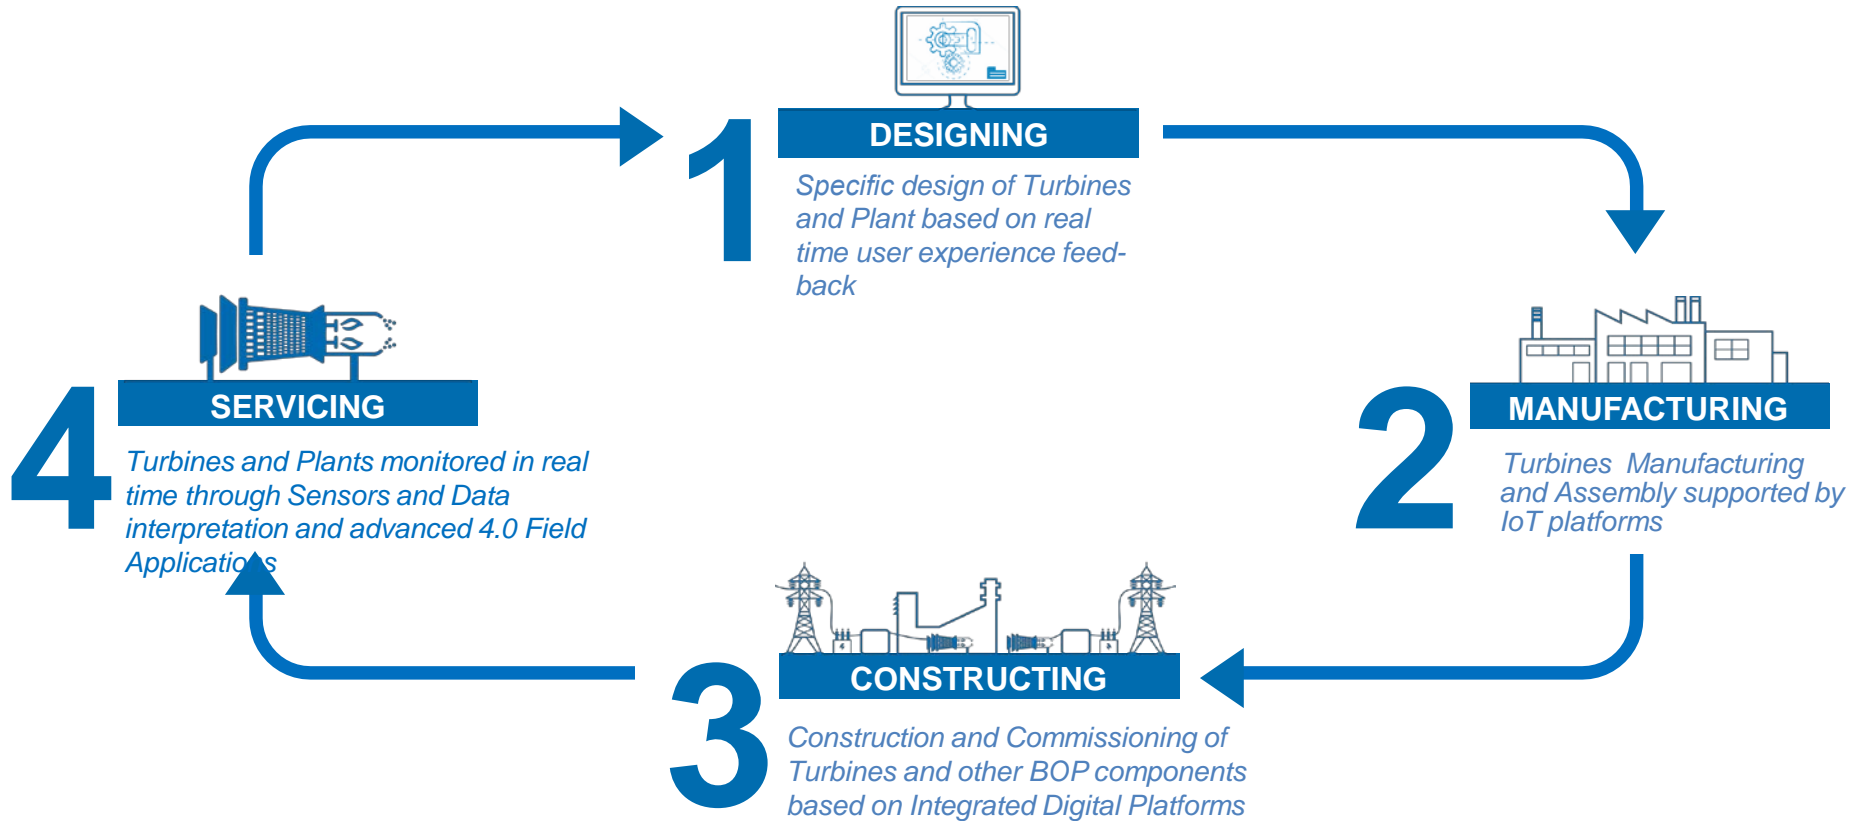 1
DESIGNING
Specific design of Turbines
and Plant based on real
time user experience feed-
back
2
MANUFACTURING
Turbines Manufacturing
and Assembly supported by
IoT platforms
3
CONSTRUCTING
Construction and Commissioning of
Turbines and other BOP components
based on Integrated Digital Platforms
4
SERVICING
Turbines and Plants monitored in real
time through Sensors and Data
interpretation and advanced 4.0 Field
Applications